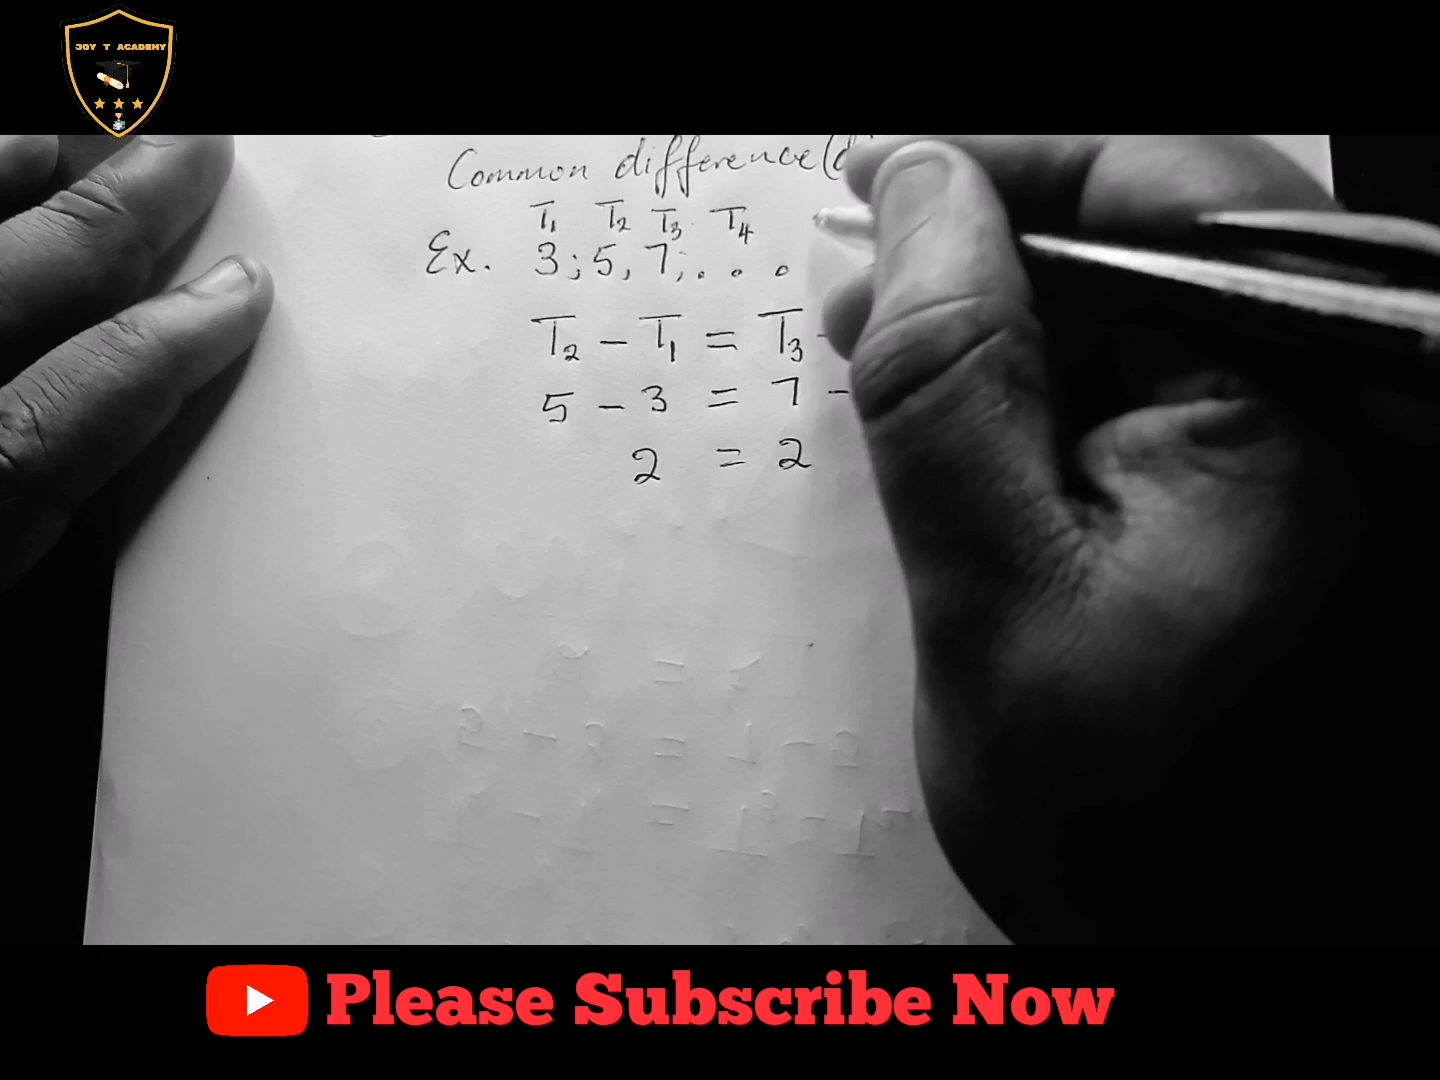 JOY T ACADEMY
Common difference (d
T1 T2 T3 T4
Ex. 3; 5, 7; . . .
T2 - T1 = T3 -
5 - 3 = 7 -
2 = 2
Please Subscribe Now